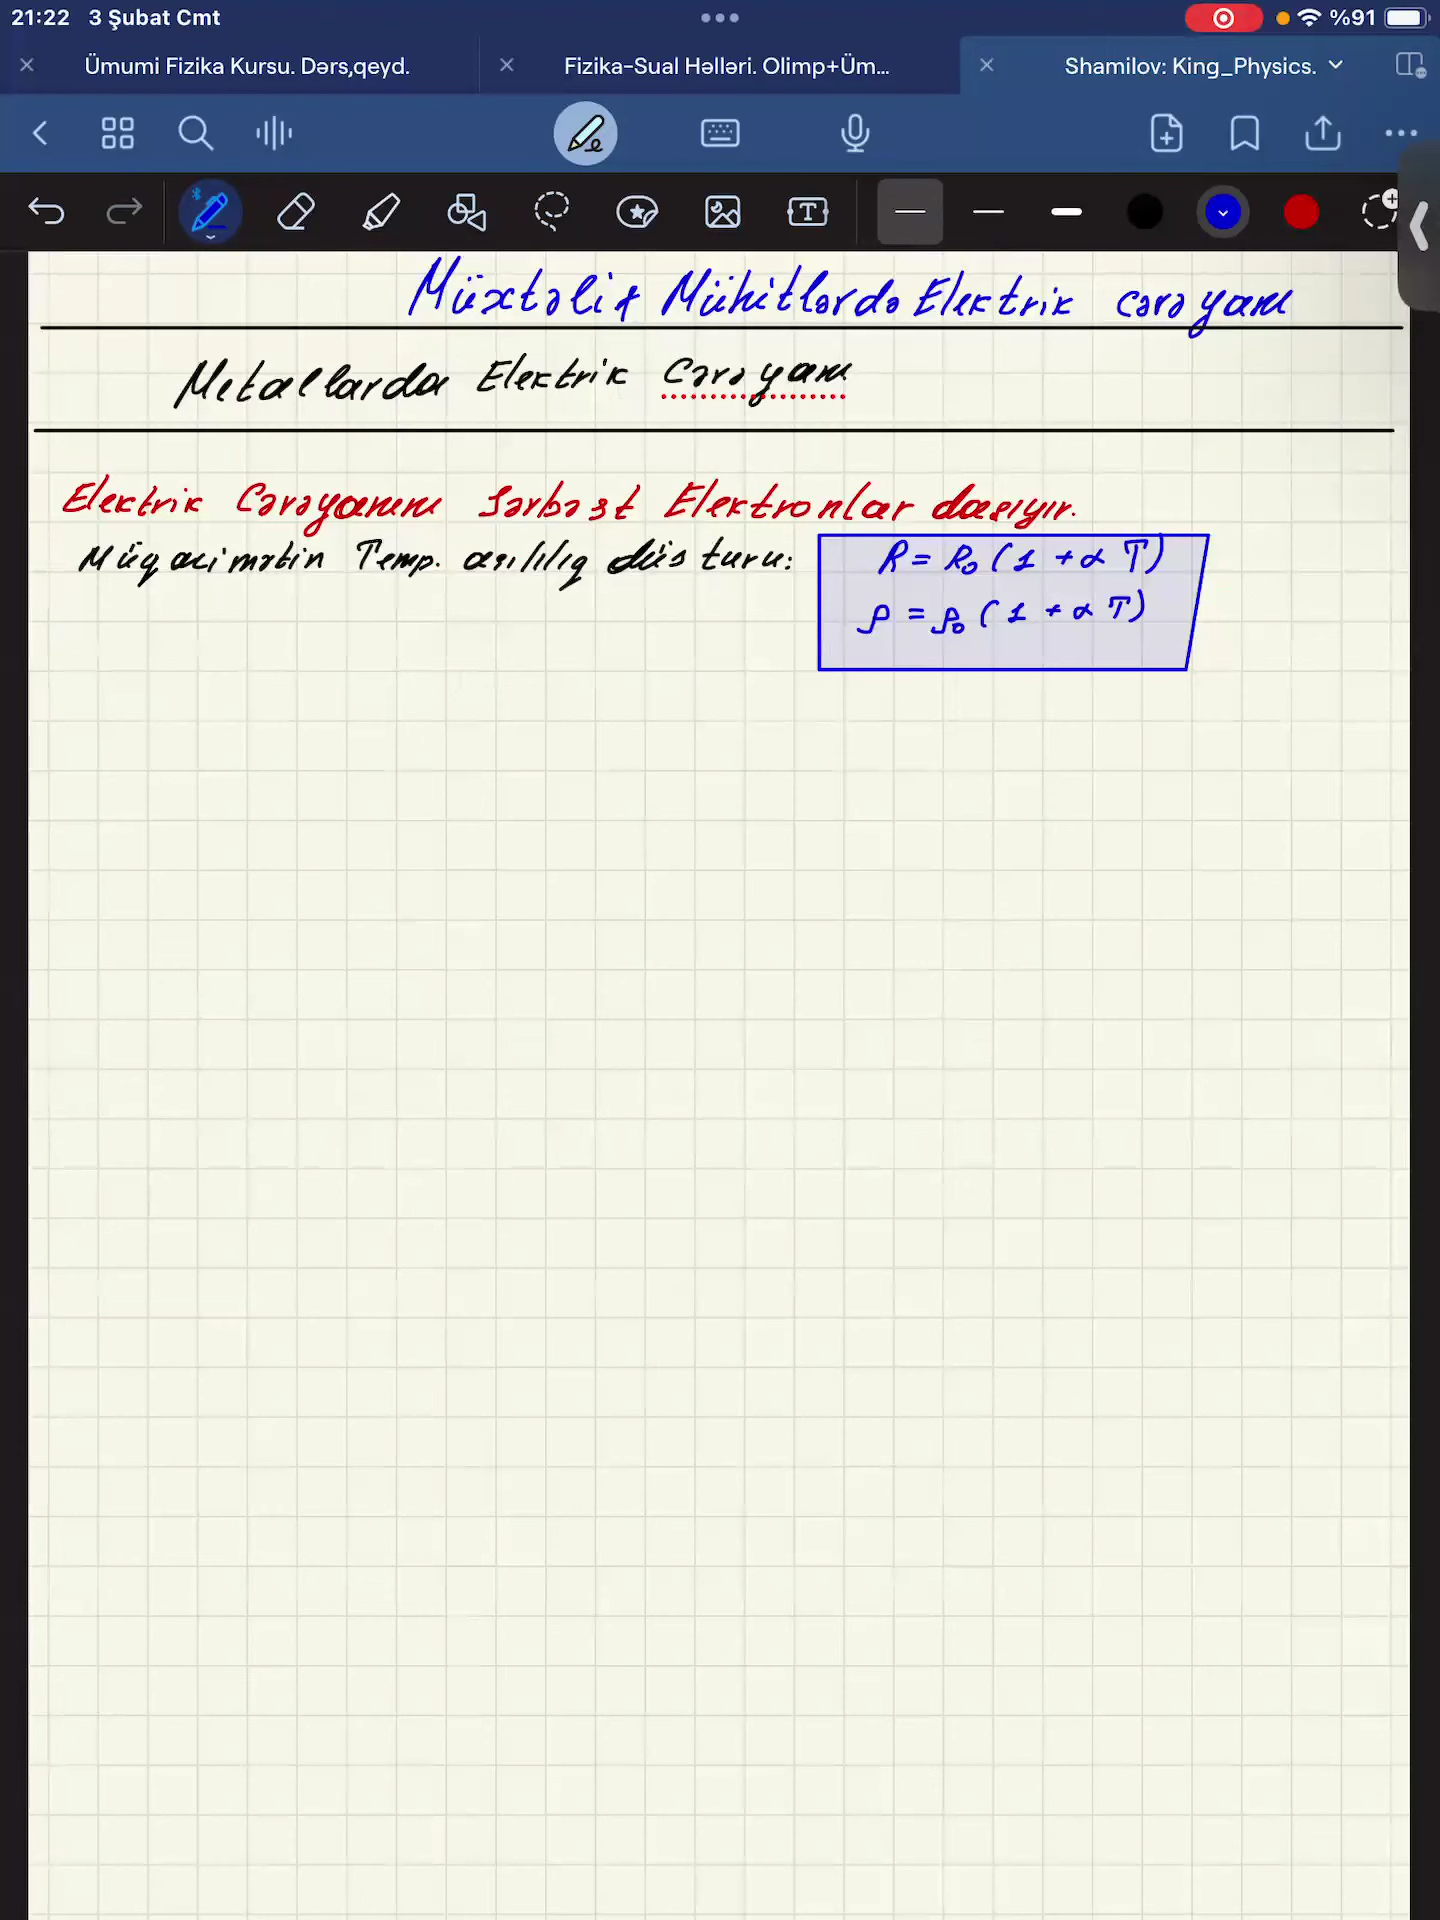 21:22 3 Şubat Cmt %91
Ümumi Fizika Kursu. Dərs,qeyd. Fizika-Sual Həlləri. Olimp+Üm... Shamilov: King_Physics.
Müxtəlif Mühitlərdə Elektrik cərəyanı
Metallarda Elektrik Cərəyanı
Elektrik Cərəyanını Sərbəst Elektronlar daşıyır.
Müqavimətin Temp. asılılıq düsturu: R = R₀ (1 + α T)
ρ = ρ₀ (1 + α T)